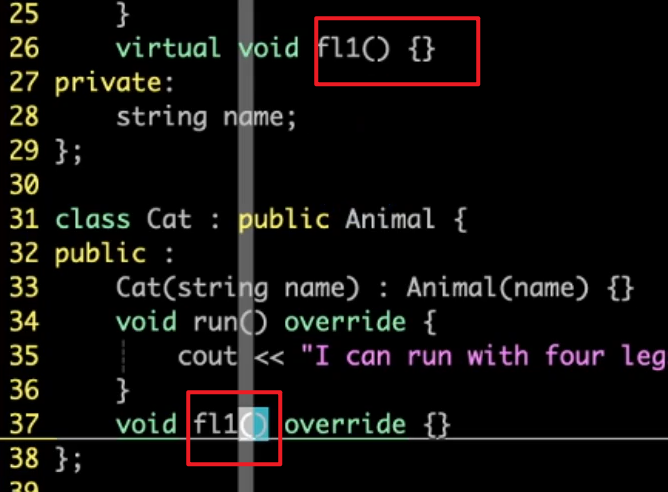 25 }
26 virtual void fl1() {}
27 private:
28 string name;
29 };
30
31 class Cat : public Animal {
32 public :
33 Cat(string name) : Animal(name) {}
34 void run() override {
35 cout << "I can run with four leg
36 }
37 void fl1() override {}
38 };
39